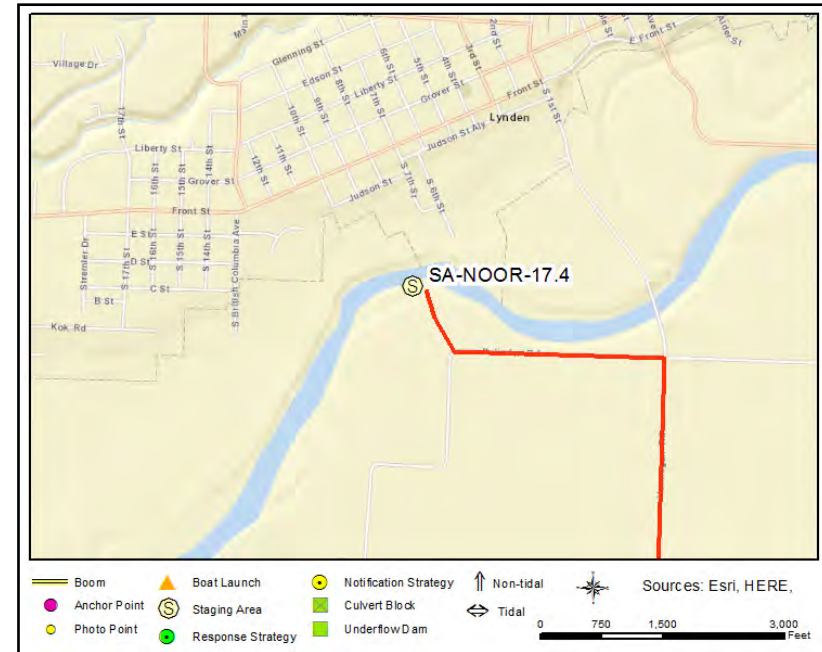 Main
Glenning St
Village Dr
17th St
Edson St
6th St
5th St
4th St
3rd St
2nd St
E Front St
Alder St
Liberty St
7th St
8th St
9th St
10th St
Grover St
Front St
S 1st St
Lynden
Judson St Aly
11th St
12th St
Liberty St
16th St
15th St
14th St
Grover St
Judson St
S 7th St
S 6th St
Front St
Stremler Dr
E St
D St
C St
B St
S 17th St
S 16th St
S 15th St
S 14th St
S British Columbia Ave
Kok Rd
SA-NOOR-17.4
Boom
Boat Launch
Notification Strategy
Non-tidal
Sources: Esri, HERE,
Anchor Point
S
Staging Area
Culvert Block
Tidal
Photo Point
Response Strategy
Underflow Dam
0 750 1,500 3,000
Feet